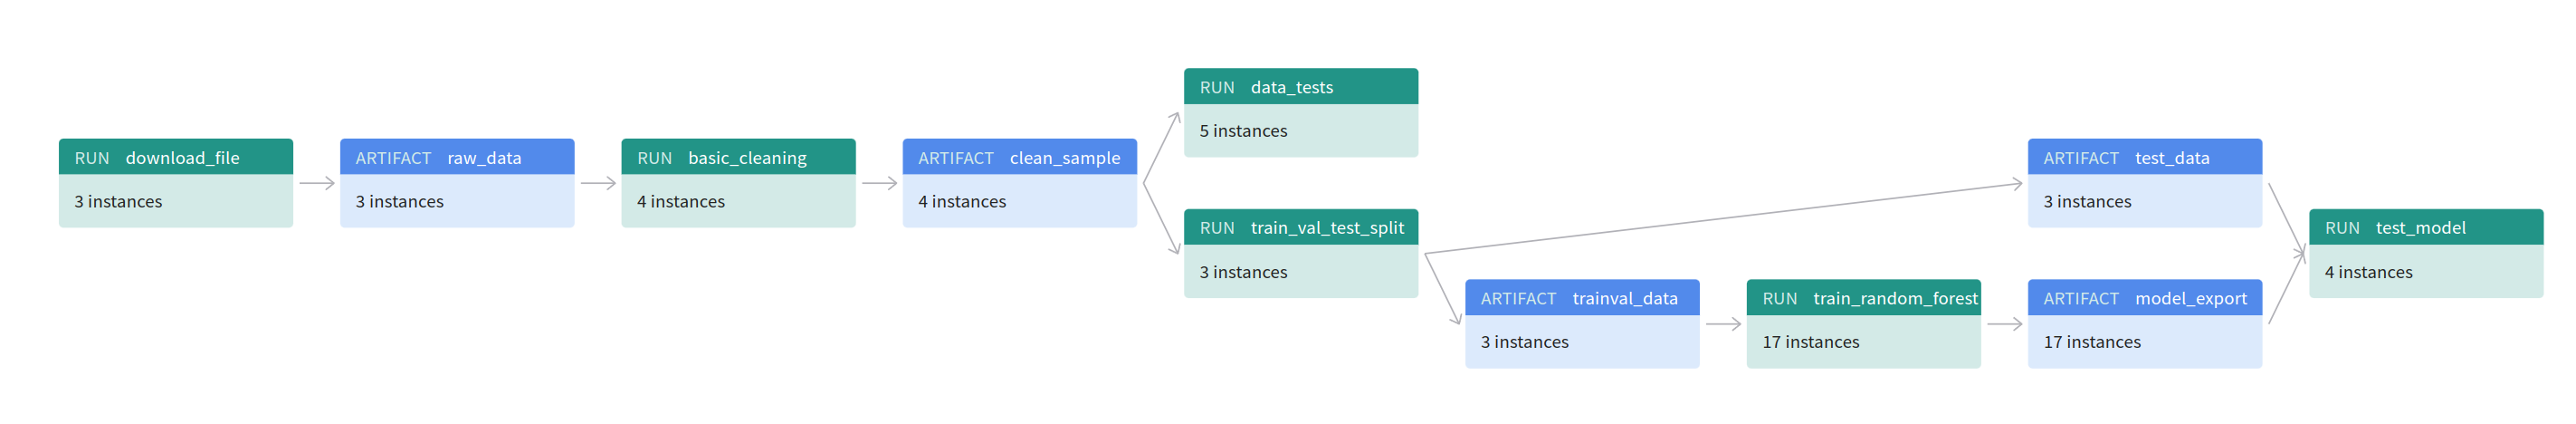 RUN download_file
3 instances
ARTIFACT raw_data
3 instances
RUN basic_cleaning
4 instances
ARTIFACT clean_sample
4 instances
RUN data_tests
5 instances
RUN train_val_test_split
3 instances
ARTIFACT trainval_data
3 instances
RUN train_random_forest
17 instances
ARTIFACT test_data
3 instances
ARTIFACT model_export
17 instances
RUN test_model
4 instances